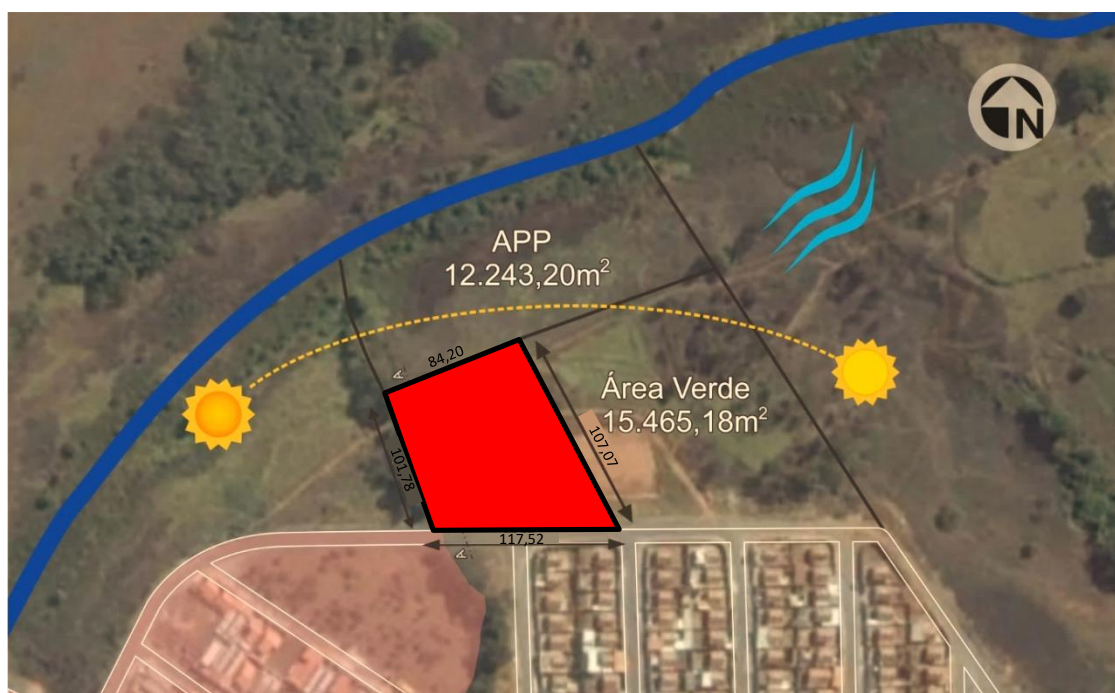 N
APP
12.243,20m²
84,20
A'
Área Verde
15.465,18m²
107,07
101,78
117,52